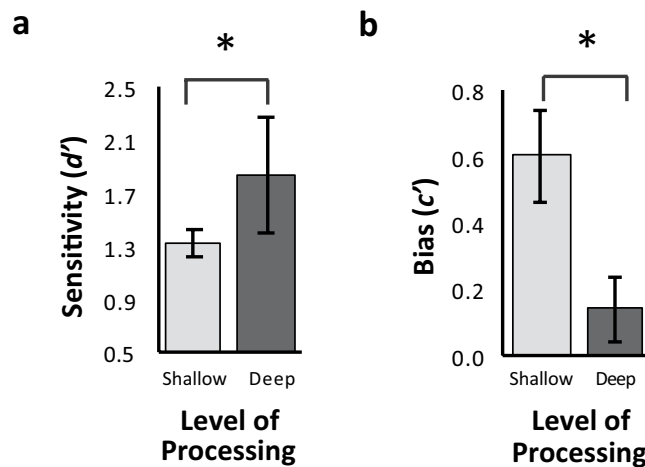 a
*
Sensitivity (d′)
2.5
2.1
1.7
1.3
0.9
0.5
Shallow Deep
Level of
Processing
b
*
Bias (c′)
0.8
0.6
0.4
0.2
0.0
Shallow Deep
Level of
Processing